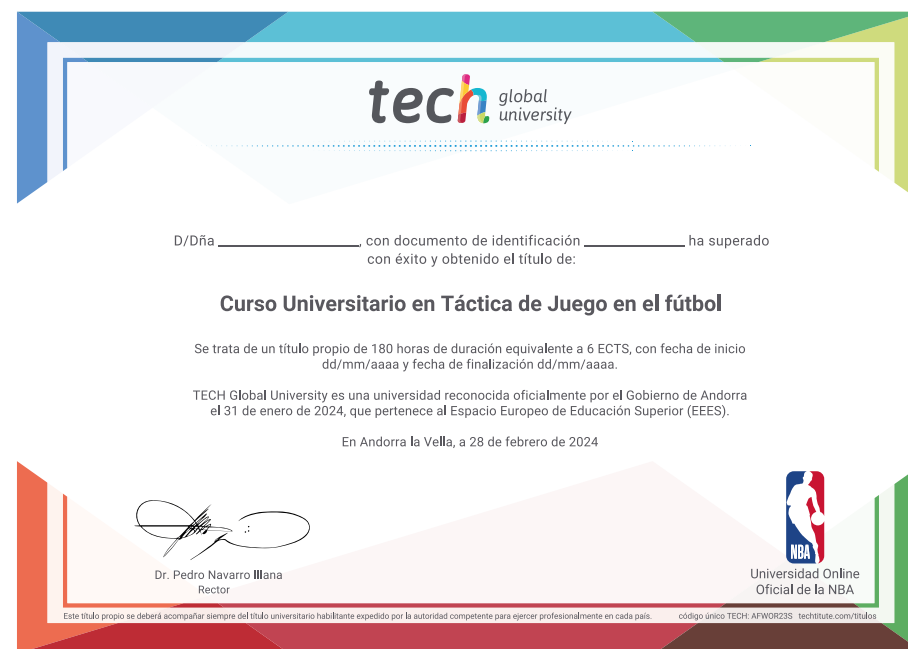 tech global university
D/Dña ____________________, con documento de identificación ______________ ha superado
con éxito y obtenido el título de:
Curso Universitario en Táctica de Juego en el fútbol
Se trata de un título propio de 180 horas de duración equivalente a 6 ECTS, con fecha de inicio
dd/mm/aaaa y fecha de finalización dd/mm/aaaa.
TECH Global University es una universidad reconocida oficialmente por el Gobierno de Andorra
el 31 de enero de 2024, que pertenece al Espacio Europeo de Educación Superior (EEES).
En Andorra la Vella, a 28 de febrero de 2024
Dr. Pedro Navarro Illana
Rector
NBA
Universidad Online
Oficial de la NBA
Este título propio se deberá acompañar siempre del título universitario habilitante expedido por la autoridad competente para ejercer profesionalmente en cada país. código único TECH: AFWOR23S techtitute.com/titulos